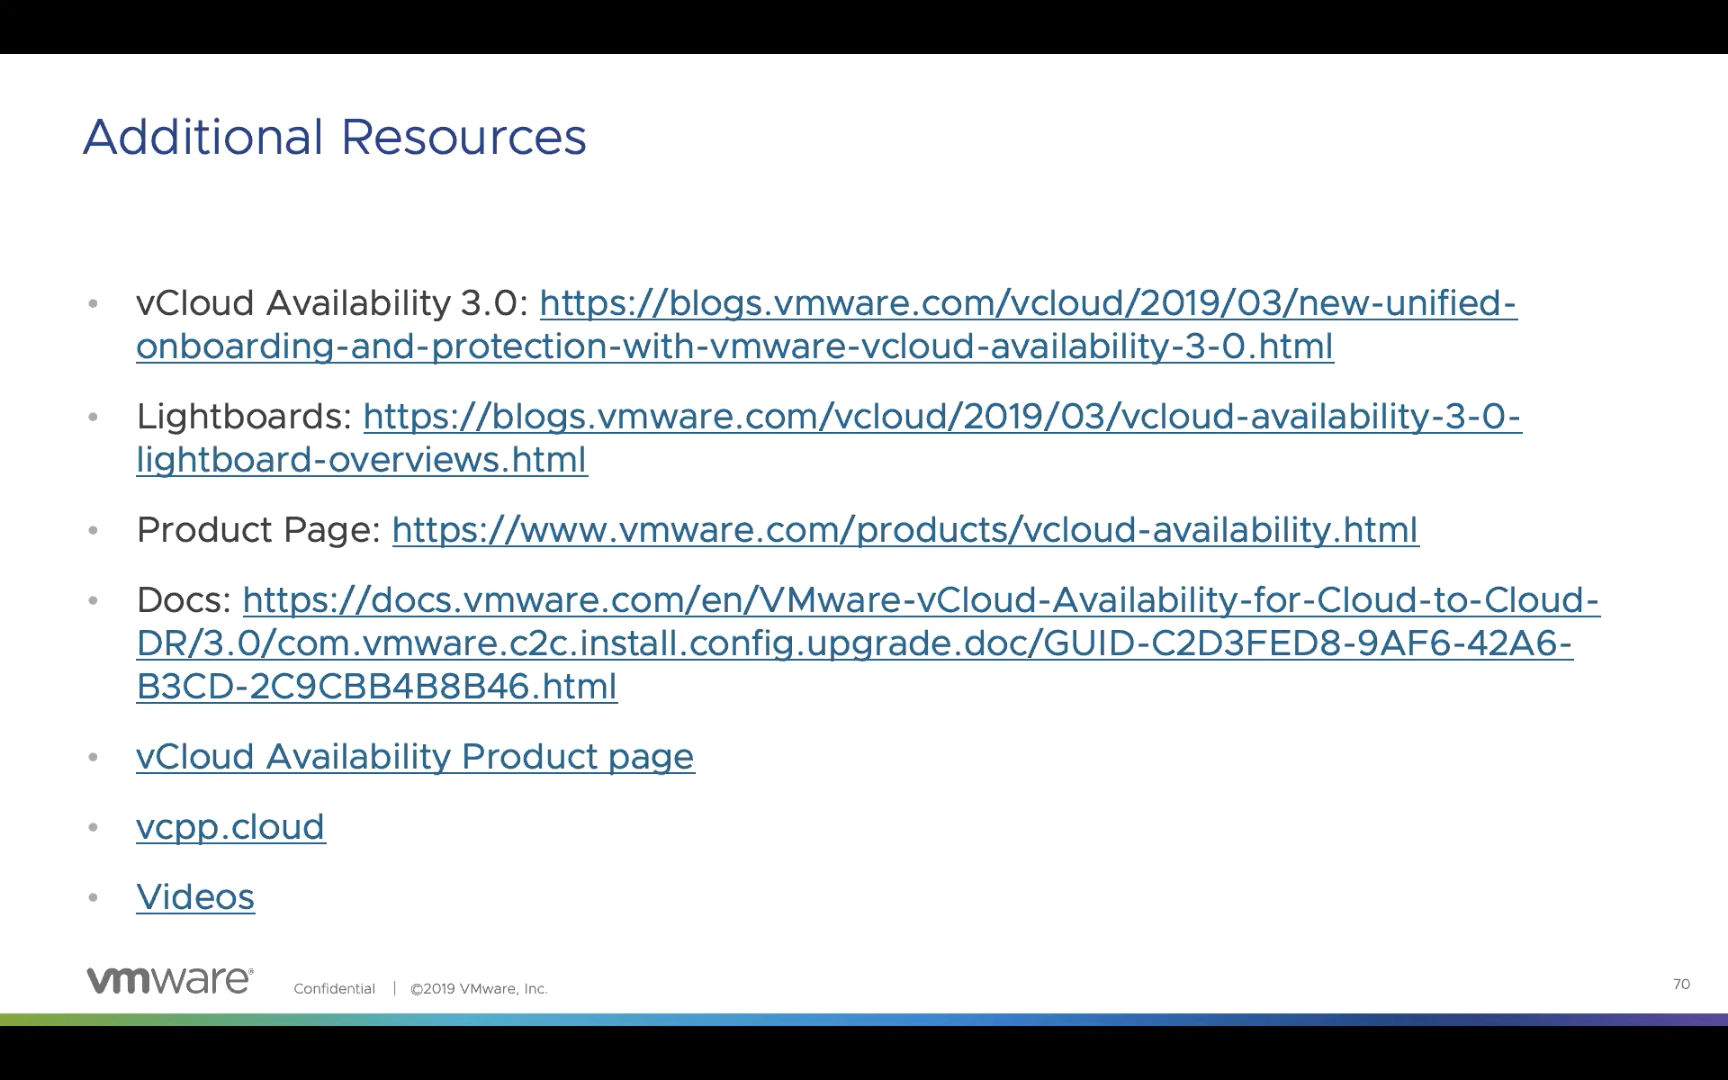 Additional Resources
• vCloud Availability 3.0: https://blogs.vmware.com/vcloud/2019/03/new-unified-
onboarding-and-protection-with-vmware-vcloud-availability-3-0.html
• Lightboards: https://blogs.vmware.com/vcloud/2019/03/vcloud-availability-3-0-
lightboard-overviews.html
• Product Page: https://www.vmware.com/products/vcloud-availability.html
• Docs: https://docs.vmware.com/en/VMware-vCloud-Availability-for-Cloud-to-Cloud-
DR/3.0/com.vmware.c2c.install.config.upgrade.doc/GUID-C2D3FED8-9AF6-42A6-
B3CD-2C9CBB4B8B46.html
• vCloud Availability Product page
• vcpp.cloud
• Videos
vmware® Confidential | ©2019 VMware, Inc. 70